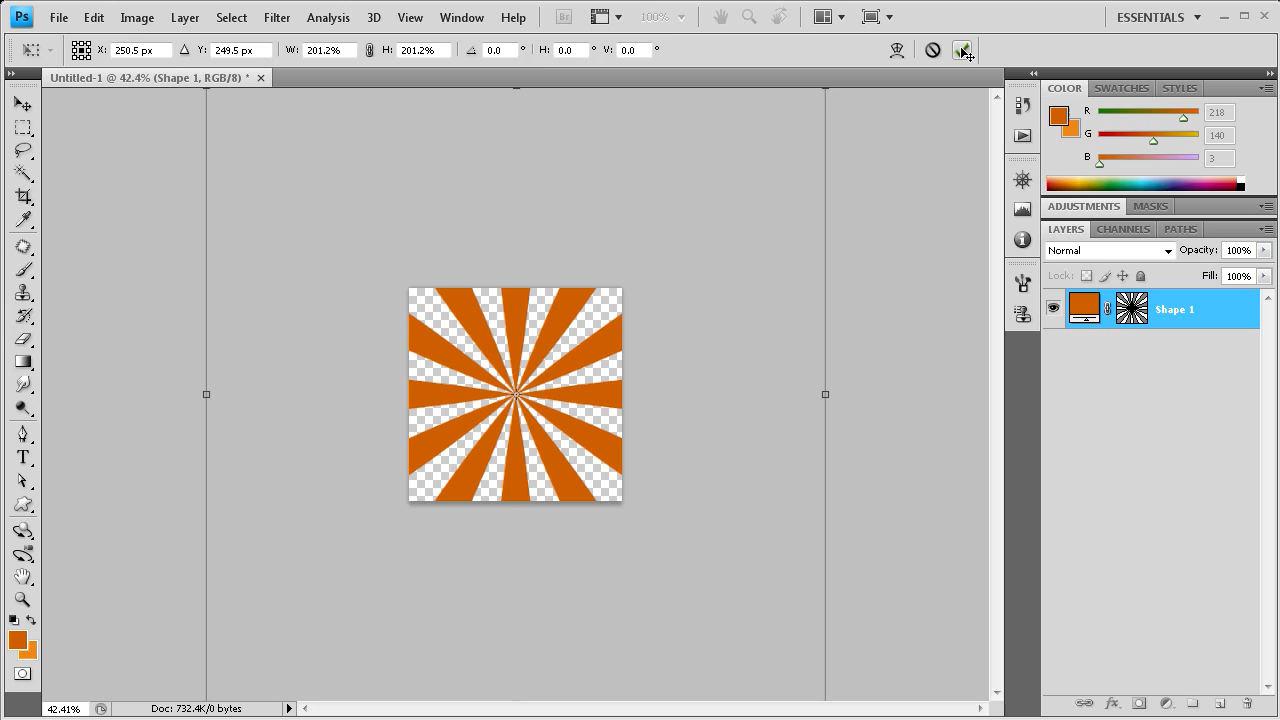 Ps File Edit Image Layer Select Filter Analysis 3D View Window Help Br 100% ESSENTIALS
X: 250.5 px Y: 249.5 px W: 201.2% H: 201.2% 0.0 ° H: 0.0 ° V: 0.0 °
Untitled-1 @ 42.4% (Shape 1, RGB/8) *
COLOR SWATCHES STYLES
R 218
G 140
B 3
ADJUSTMENTS MASKS
LAYERS CHANNELS PATHS
Normal Opacity: 100%
Lock: Fill: 100%
Shape 1
T
42.41% Doc: 732.4K/0 bytes
fx